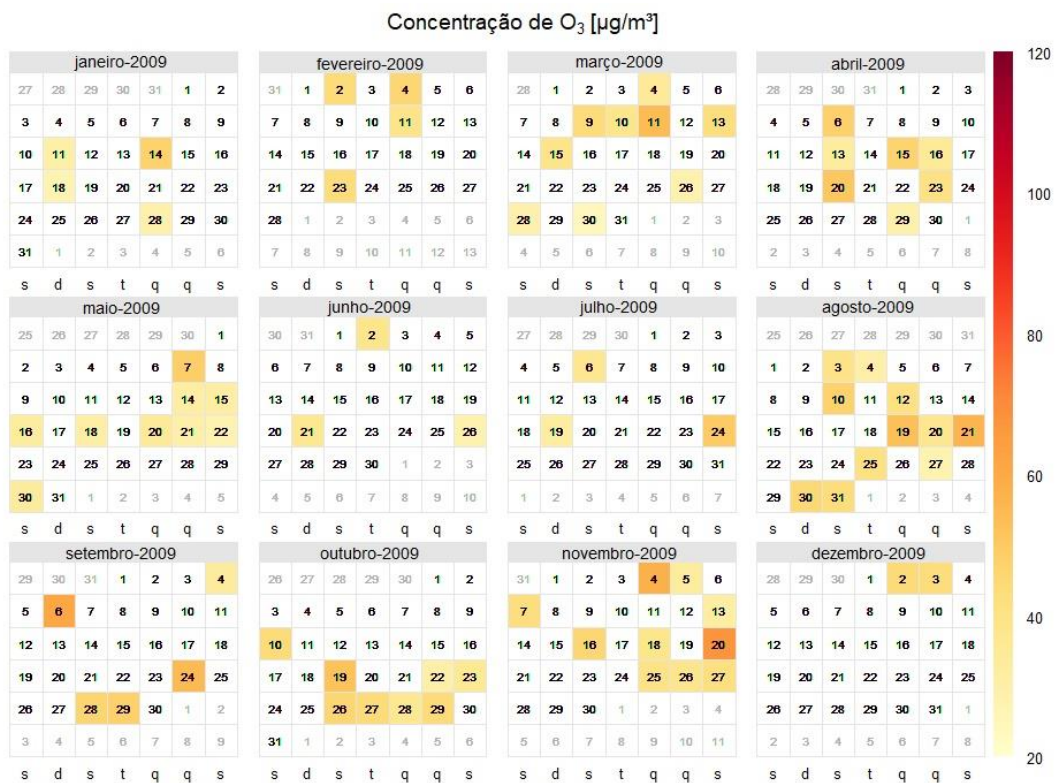 Concentração de O₃ [µg/m³]
janeiro-2009
27 28 29 30 31 1 2
3 4 5 6 7 8 9
10 11 12 13 14 15 16
17 18 19 20 21 22 23
24 25 26 27 28 29 30
31 1 2 3 4 5 6
s d s t q q s
fevereiro-2009
31 1 2 3 4 5 6
7 8 9 10 11 12 13
14 15 16 17 18 19 20
21 22 23 24 25 26 27
28 1 2 3 4 5 6
7 8 9 10 11 12 13
s d s t q q s
março-2009
28 1 2 3 4 5 6
7 8 9 10 11 12 13
14 15 16 17 18 19 20
21 22 23 24 25 26 27
28 29 30 31 1 2 3
4 5 6 7 8 9 10
s d s t q q s
abril-2009
28 29 30 31 1 2 3
4 5 6 7 8 9 10
11 12 13 14 15 16 17
18 19 20 21 22 23 24
25 26 27 28 29 30 1
2 3 4 5 6 7 8
s d s t q q s
maio-2009
25 26 27 28 29 30 1
2 3 4 5 6 7 8
9 10 11 12 13 14 15
16 17 18 19 20 21 22
23 24 25 26 27 28 29
30 31 1 2 3 4 5
s d s t q q s
junho-2009
30 31 1 2 3 4 5
6 7 8 9 10 11 12
13 14 15 16 17 18 19
20 21 22 23 24 25 26
27 28 29 30 1 2 3
4 5 6 7 8 9 10
s d s t q q s
julho-2009
27 28 29 30 1 2 3
4 5 6 7 8 9 10
11 12 13 14 15 16 17
18 19 20 21 22 23 24
25 26 27 28 29 30 31
1 2 3 4 5 6 7
s d s t q q s
agosto-2009
25 26 27 28 29 30 31
1 2 3 4 5 6 7
8 9 10 11 12 13 14
15 16 17 18 19 20 21
22 23 24 25 26 27 28
29 30 31 1 2 3 4
s d s t q q s
setembro-2009
29 30 31 1 2 3 4
5 6 7 8 9 10 11
12 13 14 15 16 17 18
19 20 21 22 23 24 25
26 27 28 29 30 1 2
3 4 5 6 7 8 9
s d s t q q s
outubro-2009
26 27 28 29 30 1 2
3 4 5 6 7 8 9
10 11 12 13 14 15 16
17 18 19 20 21 22 23
24 25 26 27 28 29 30
31 1 2 3 4 5 6
s d s t q q s
novembro-2009
31 1 2 3 4 5 6
7 8 9 10 11 12 13
14 15 16 17 18 19 20
21 22 23 24 25 26 27
28 29 30 1 2 3 4
5 6 7 8 9 10 11
s d s t q q s
dezembro-2009
28 29 30 1 2 3 4
5 6 7 8 9 10 11
12 13 14 15 16 17 18
19 20 21 22 23 24 25
26 27 28 29 30 31 1
2 3 4 5 6 7 8
s d s t q q s
120
100
80
60
40
20